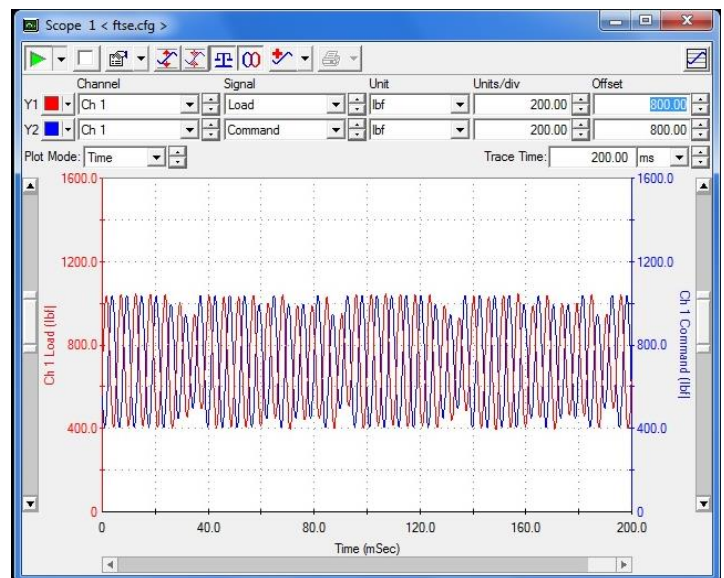 Scope 1 < ftse.cfg >
Channel Signal Unit Units/div Offset
Y1 Ch 1 Load lbf 200.00 800.00
Y2 Ch 1 Command lbf 200.00 800.00
Plot Mode: Time Trace Time: 200.00 ms
1600.0 1600.0
1200.0 1200.0
800.0 800.0
400.0 400.0
0 0
Ch 1 Load (lbf)
Ch 1 Command (lbf)
0 40.0 80.0 120.0 160.0 200.0
Time (mSec)